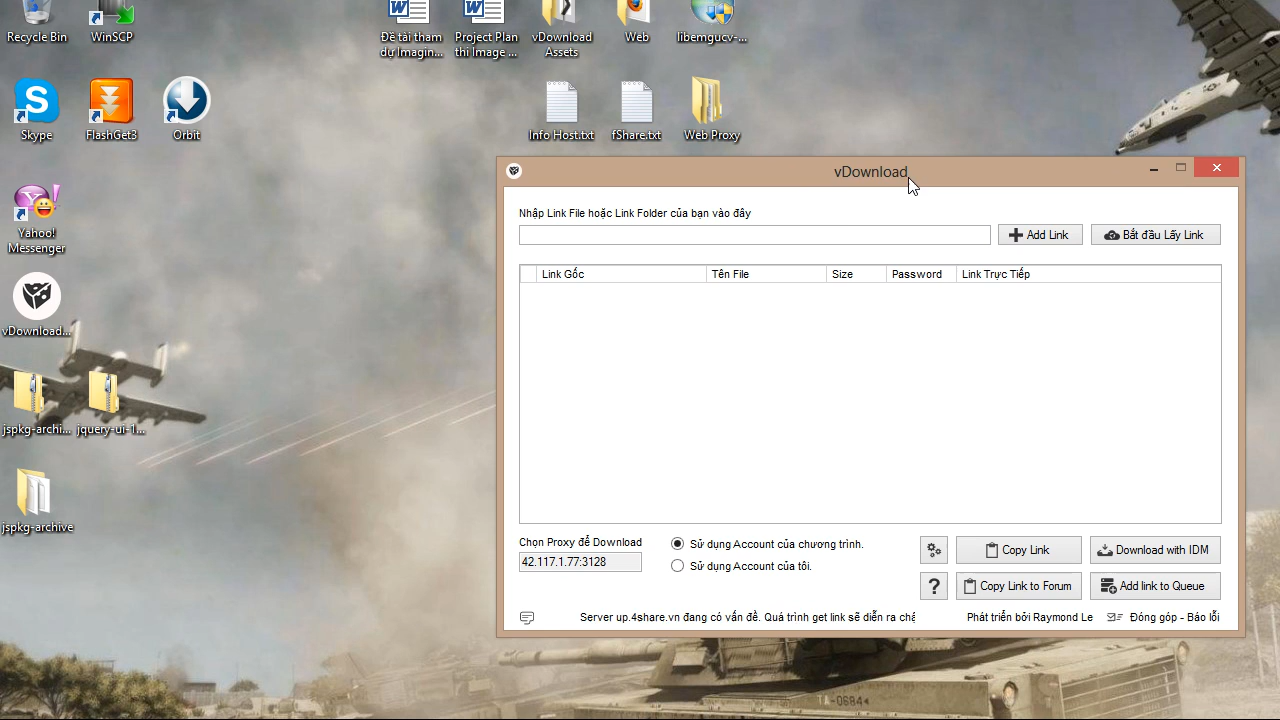 Recycle Bin
WinSCP
Đề tài tham
dự Imagin...
Project Plan
thi Image ...
vDownload
Assets
Web
libemgucv-...
Skype
FlashGet3
Orbit
Info Host.txt
fShare.txt
Web Proxy
Yahoo!
Messenger
vDownload...
jspkg-archi...
jquery-ui-1...
jspkg-archive
vDownload
Nhập Link File hoặc Link Folder của bạn vào đây
Add Link
Bắt đầu Lấy Link
Link Gốc
Tên File
Size
Password
Link Trực Tiếp
Chọn Proxy để Download
42.117.1.77:3128
Sử dụng Account của chương trình.
Sử dụng Account của tôi.
Copy Link
Download with IDM
?
Copy Link to Forum
Add link to Queue
Server up.4share.vn đang có vấn đề. Quá trình get link sẽ diễn ra
Phát triển bởi Raymond Le
Đóng góp - Báo lỗi